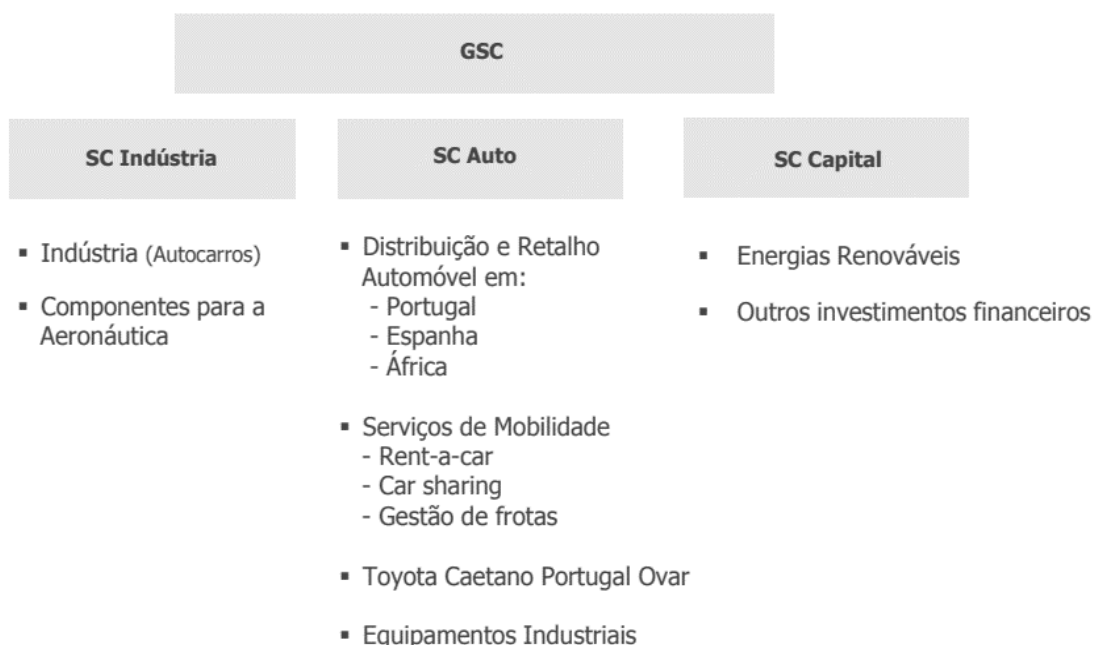 GSC
SC Indústria
▪ Indústria (Autocarros)
▪ Componentes para a
Aeronáutica
SC Auto
▪ Distribuição e Retalho
Automóvel em:
- Portugal
- Espanha
- África
▪ Serviços de Mobilidade
- Rent-a-car
- Car sharing
- Gestão de frotas
▪ Toyota Caetano Portugal Ovar
▪ Equipamentos Industriais
SC Capital
▪ Energias Renováveis
▪ Outros investimentos financeiros